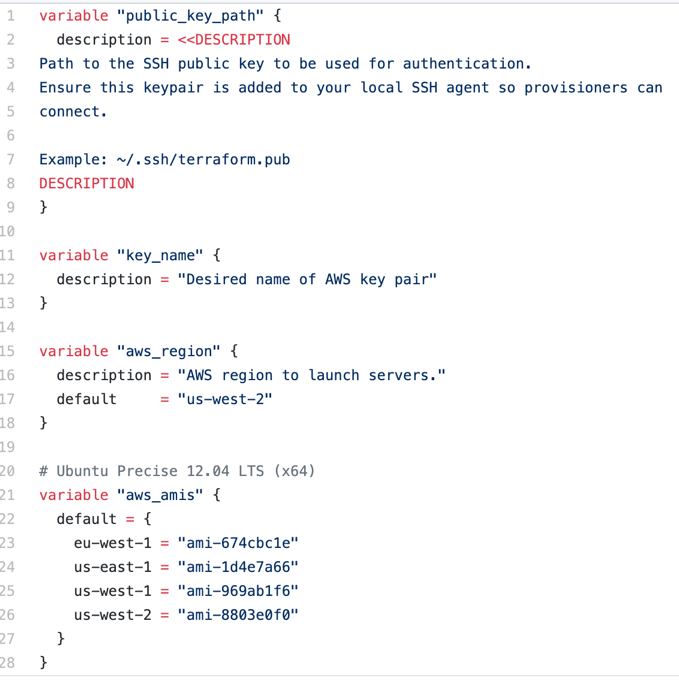 1 variable "public_key_path" {
2   description = <<DESCRIPTION
3 Path to the SSH public key to be used for authentication.
4 Ensure this keypair is added to your local SSH agent so provisioners can
5 connect.
6
7 Example: ~/.ssh/terraform.pub
8 DESCRIPTION
9 }
10
11 variable "key_name" {
12   description = "Desired name of AWS key pair"
13 }
14
15 variable "aws_region" {
16   description = "AWS region to launch servers."
17   default     = "us-west-2"
18 }
19
20 # Ubuntu Precise 12.04 LTS (x64)
21 variable "aws_amis" {
22   default = {
23     eu-west-1 = "ami-674cbc1e"
24     us-east-1 = "ami-1d4e7a66"
25     us-west-1 = "ami-969ab1f6"
26     us-west-2 = "ami-8803e0f0"
27   }
28 }